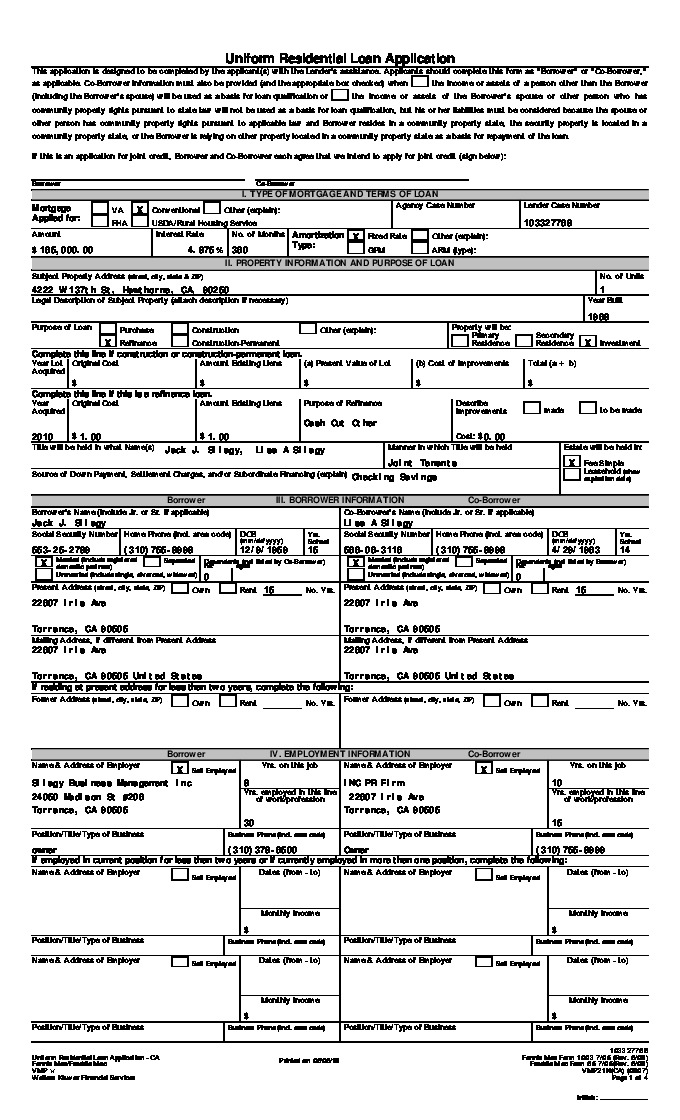 Uniform Residential Loan Application
This application is designed to be completed by the applicant(s) with the Lender's assistance. Applicants should complete this form as "Borrower" or "Co-Borrower,"
as applicable. Co-Borrower information must also be provided (and the appropriate box checked) when the income or assets of a person other than the Borrower
(including the Borrower's spouse) will be used as a basis for loan qualification or the income or assets of the Borrower's spouse or other person who has
community property rights pursuant to state law will not be used as a basis for loan qualification, but his or her liabilities must be considered because the spouse or
other person has community property rights pursuant to applicable law and Borrower resides in a community property state, the security property is located in a
community property state, or the Borrower is relying on other property located in a community property state as a basis for repayment of the loan.
If this is an application for joint credit, Borrower and Co-Borrower each agree that we intend to apply for joint credit (sign below):
Borrower Co-Borrower
I. TYPE OF MORTGAGE AND TERMS OF LOAN
Mortgage Applied for: VA X Conventional Other (explain): Agency Case Number Lender Case Number
FHA USDA/Rural Housing Service 103327768
Amount Interest Rate No. of Months Amortization Type: X Fixed Rate Other (explain):
$ 165,000.00 4.875 % 360 GPM ARM (type):
II. PROPERTY INFORMATION AND PURPOSE OF LOAN
Subject Property Address (street, city, state & ZIP) No. of Units
4222 W 137th St, Hawthorne, CA 90250 1
Legal Description of Subject Property (attach description if necessary) Year Built
Purpose of Loan Purchase Construction Other (explain): Property will be:
X Refinance Construction-Permanent Primary Residence Secondary Residence X Investment
Complete this line if construction or construction-permanent loan.
Year Lot Acquired Original Cost Amount Existing Liens (a) Present Value of Lot (b) Cost of Improvements Total (a + b)
$ $ $ $ $
Complete this line if this is a refinance loan.
Year Acquired Original Cost Amount Existing Liens Purpose of Refinance Describe Improvements made to be made
Cash Out Other
2010 $ 1.00 $ 1.00 Cost: $0.00
Title will be held in what Name(s) Jack J. Silagy, Lisa A Silagy Manner in which Title will be held Estate will be held in:
Joint Tenants X Fee Simple
Source of Down Payment, Settlement Charges, and/or Subordinate Financing (explain) Checking Savings Leasehold (show expiration date)
Borrower III. BORROWER INFORMATION Co-Borrower
Borrower's Name (include Jr. or Sr. if applicable) Co-Borrower's Name (include Jr. or Sr. if applicable)
Jack J. Silagy Lisa A Silagy
Social Security Number Home Phone (incl. area code) DOB (mm/dd/yyyy) Yrs. School Social Security Number Home Phone (incl. area code) DOB (mm/dd/yyyy) Yrs. School
(310) 755-8998 15 (310) 755-8998 14
X Married (include registered domestic partners) Separated Dependents (not listed by Co-Borrower) X Married (include registered domestic partners) Separated Dependents (not listed by Borrower)
Unmarried (include single, divorced, widowed) 0 Unmarried (include single, divorced, widowed) 0
Present Address (street, city, state, ZIP) Own Rent 15 No. Yrs. Present Address (street, city, state, ZIP) Own Rent 15 No. Yrs.
22607 Iris Ave 22607 Iris Ave
Torrance, CA 90505 Torrance, CA 90505
Mailing Address, if different from Present Address Mailing Address, if different from Present Address
22607 Iris Ave 22607 Iris Ave
Torrance, CA 90505 United States Torrance, CA 90505 United States
If residing at present address for less than two years, complete the following:
Former Address (street, city, state, ZIP) Own Rent No. Yrs. Former Address (street, city, state, ZIP) Own Rent No. Yrs.
Borrower IV. EMPLOYMENT INFORMATION Co-Borrower
Name & Address of Employer X Self Employed Yrs. on this job Name & Address of Employer X Self Employed Yrs. on this job
Silagy Business Management Inc INC PR Firm 10
24050 Madison St #208 Yrs. employed in this line of work/profession 22607 Iris Ave Yrs. employed in this line of work/profession
Torrance, CA 90505 Torrance, CA 90505
30 15
Position/Title/Type of Business Business Phone (incl. area code) Position/Title/Type of Business Business Phone (incl. area code)
owner (310) 378-6500 Owner (310) 755-8998
If employed in current position for less than two years or if currently employed in more than one position, complete the following:
Name & Address of Employer Self Employed Dates (from - to) Name & Address of Employer Self Employed Dates (from - to)
Monthly Income Monthly Income
$ $
Position/Title/Type of Business Business Phone (incl. area code) Position/Title/Type of Business Business Phone (incl. area code)
Name & Address of Employer Self Employed Dates (from - to) Name & Address of Employer Self Employed Dates (from - to)
Monthly Income Monthly Income
$ $
Position/Title/Type of Business Business Phone (incl. area code) Position/Title/Type of Business Business Phone (incl. area code)
103327768
Uniform Residential Loan Application - CA Fannie Mae Form 1003 7/05 (Rev. 6/09)
Fannie Mae/Freddie Mac Printed on Freddie Mac Form 65 7/05 (Rev. 6/09)
VMP VMP21N(CA) (0907)
Wolters Kluwer Financial Services Page 1 of 4
Initials: